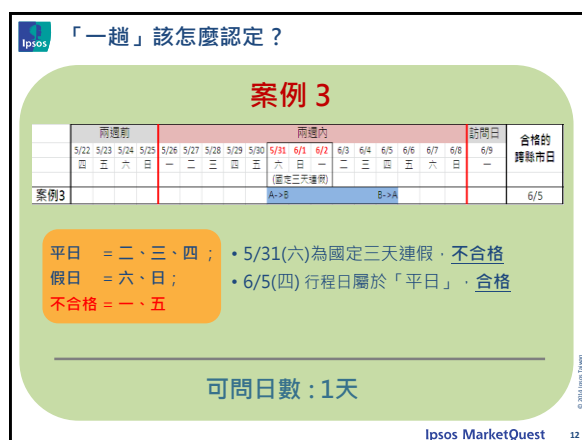 Ipsos
「一趟」該怎麼認定？
案例 3
兩週前 兩週內 訪問日 合格的跨縣市日
5/22 5/23 5/24 5/25 5/26 5/27 5/28 5/29 5/30 5/31 6/1 6/2 6/3 6/4 6/5 6/6 6/7 6/8 6/9
四 五 六 日 一 二 三 四 五 六 日 一 二 三 四 五 六 日 一
(國定三天連假)
案例3 A->B B->A 6/5
平日 = 二、三、四；
假日 = 六、日；
不合格 = 一、五
• 5/31(六)為國定三天連假，不合格
• 6/5(四) 行程日屬於「平日」，合格
可問日數 : 1天
© 2014 Ipsos Taiwan
Ipsos MarketQuest 12